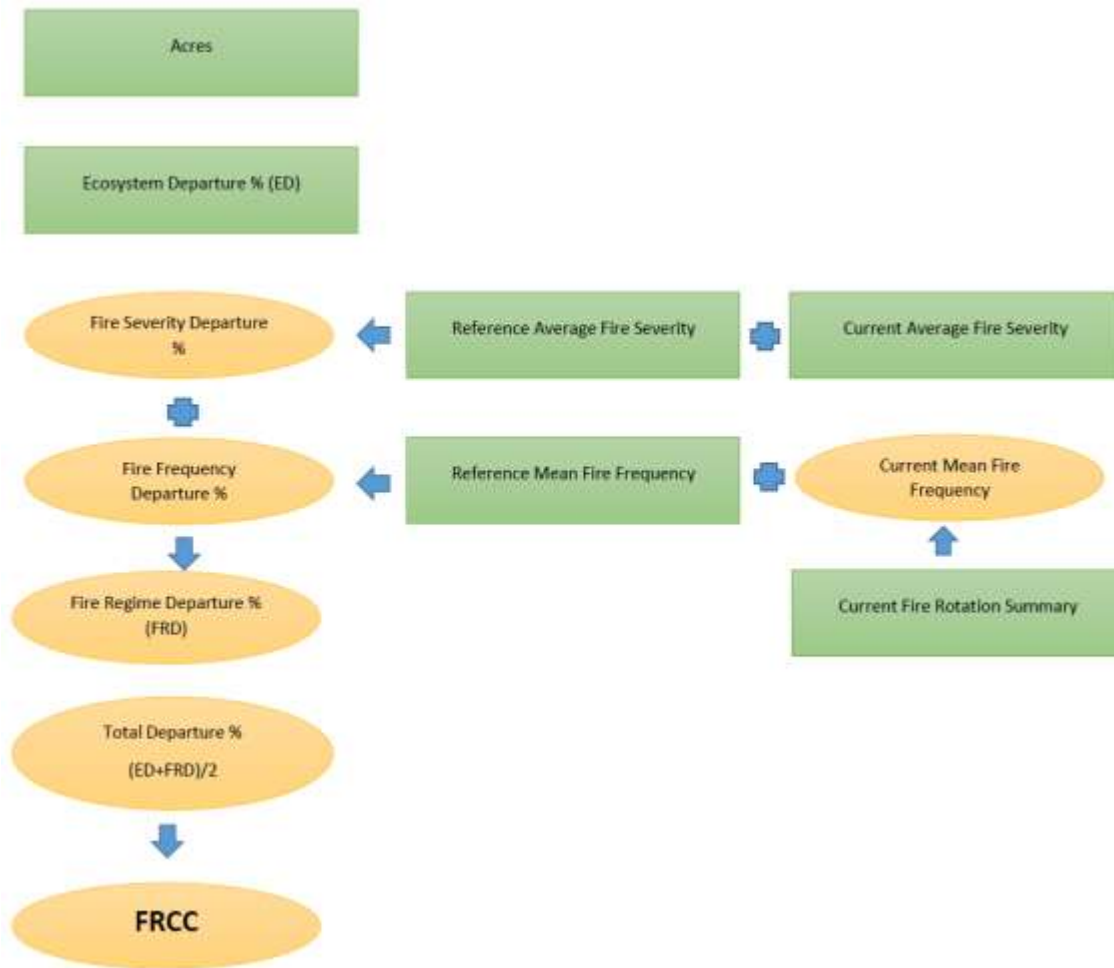 Acres
Ecosystem Departure % (ED)
Fire Severity Departure
%
Reference Average Fire Severity
Current Average Fire Severity
Fire Frequency
Departure %
Reference Mean Fire Frequency
Current Mean Fire
Frequency
Fire Regime Departure %
(FRD)
Current Fire Rotation Summary
Total Departure %
(ED+FRD)/2
FRCC